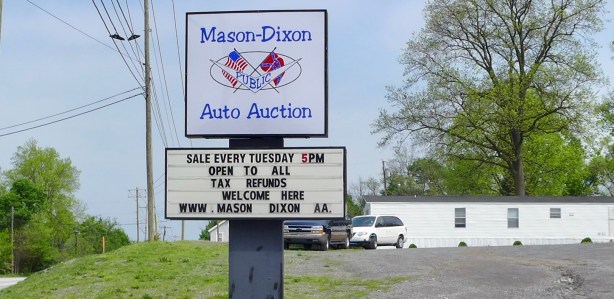 Mason-Dixon
PUBLIC
Auto Auction
SALE EVERY TUESDAY 5PM
OPEN TO ALL
TAX REFUNDS
WELCOME HERE
WWW.MASON DIXON AA.